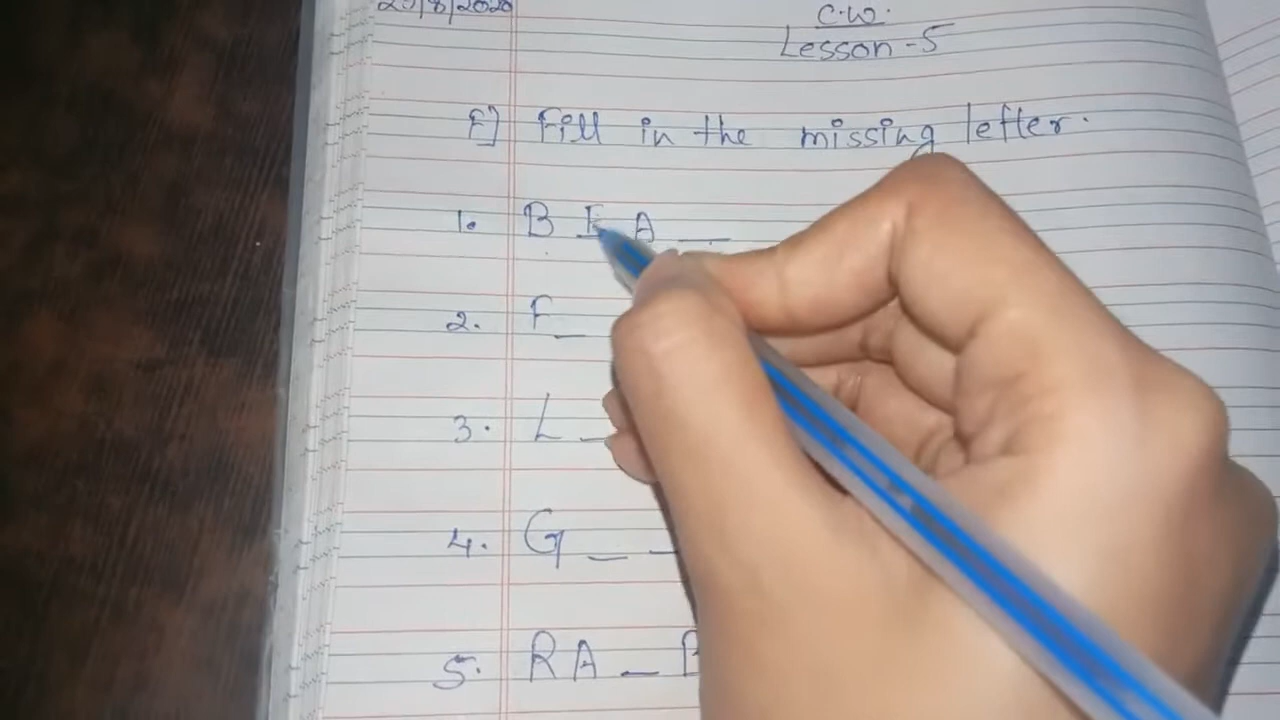 C.W.
Lesson-5
F] Fill in the missing letter.
1. B E A _
2. F _
3. L _
4. G _ _
5. RA _